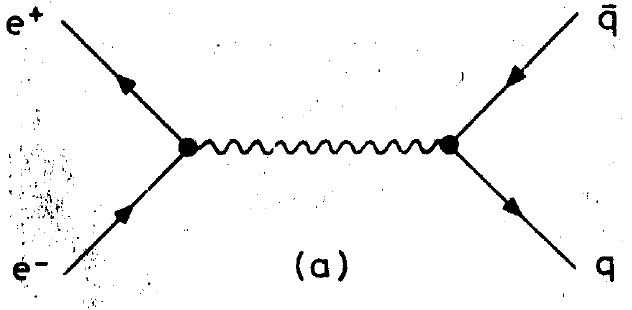 e⁺ q̄
e⁻ (a) q